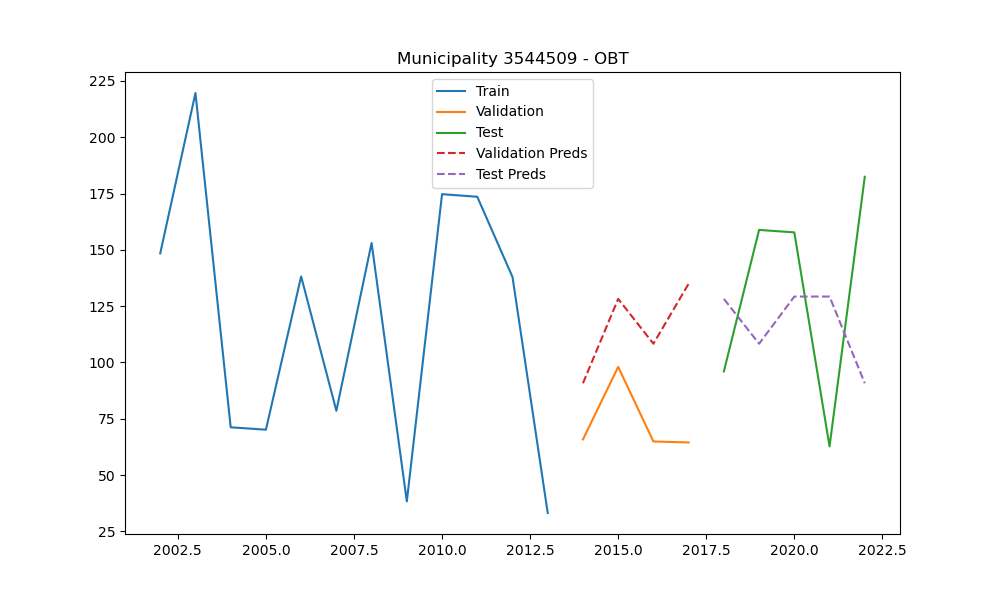 Municipality 3544509 - OBT
Train
Validation
Test
Validation Preds
Test Preds
225
200
175
150
125
100
75
50
25
2002.5 2005.0 2007.5 2010.0 2012.5 2015.0 2017.5 2020.0 2022.5